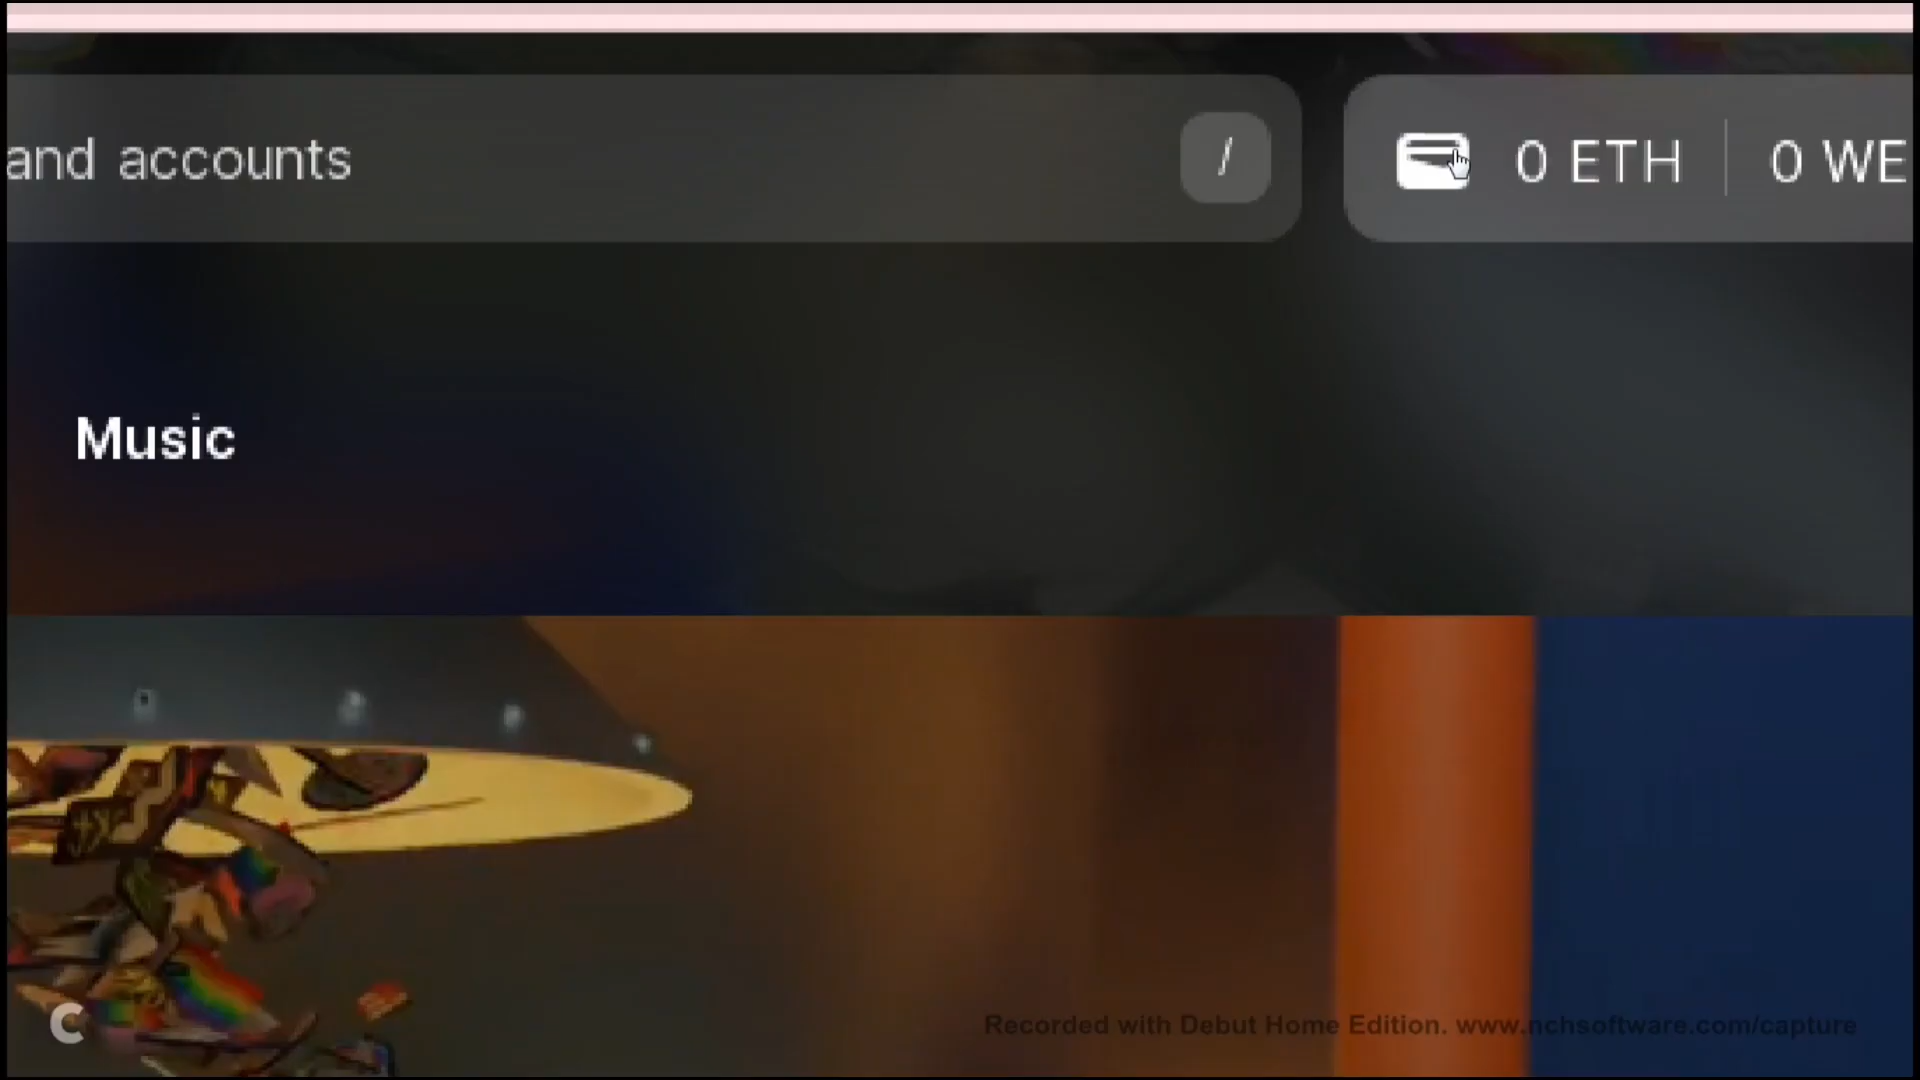 and accounts
/
0 ETH
0 WE
Music
C
Recorded with Debut Home Edition. www.nchsoftware.com/capture